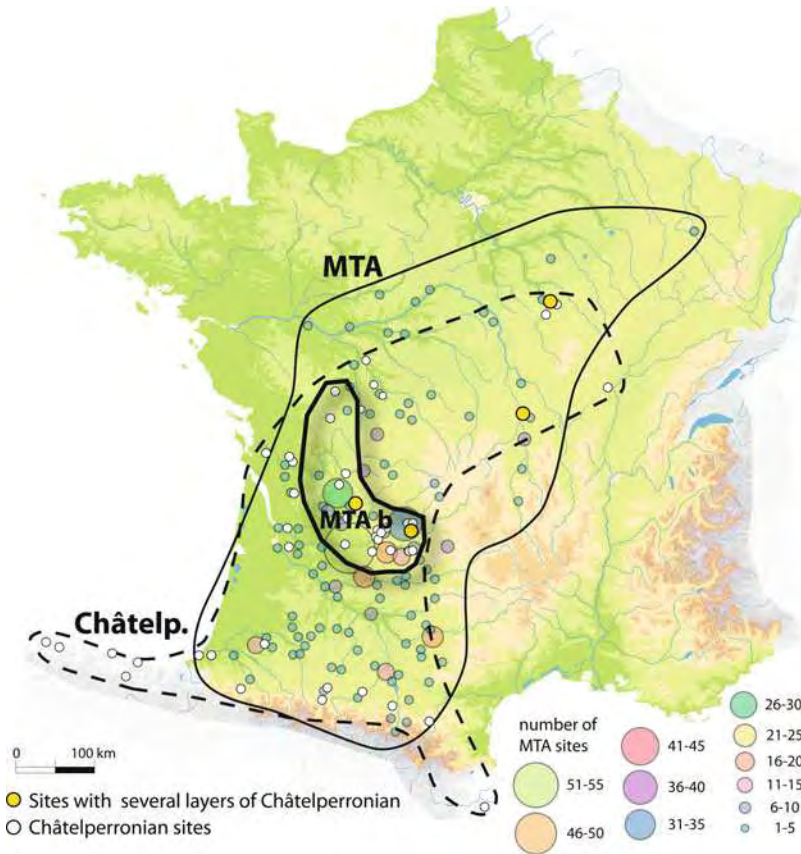 MTA
MTA b
Châtelp.
0 100 km
Sites with several layers of Châtelperronian
Châtelperronian sites
number of
MTA sites
51-55
46-50
41-45
36-40
31-35
26-30
21-25
16-20
11-15
6-10
1-5